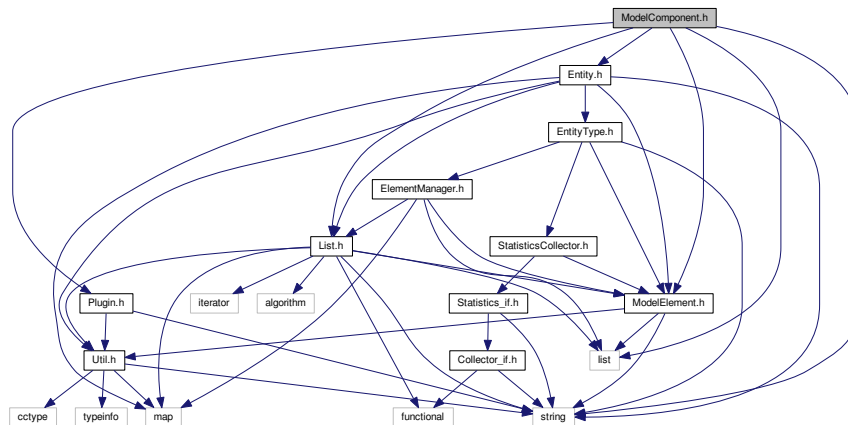 ModelComponent.h
Entity.h
EntityType.h
ElementManager.h
List.h
StatisticsCollector.h
Plugin.h
iterator
algorithm
Statistics_if.h
ModelElement.h
Util.h
Collector_if.h
list
cctype
typeinfo
map
functional
string